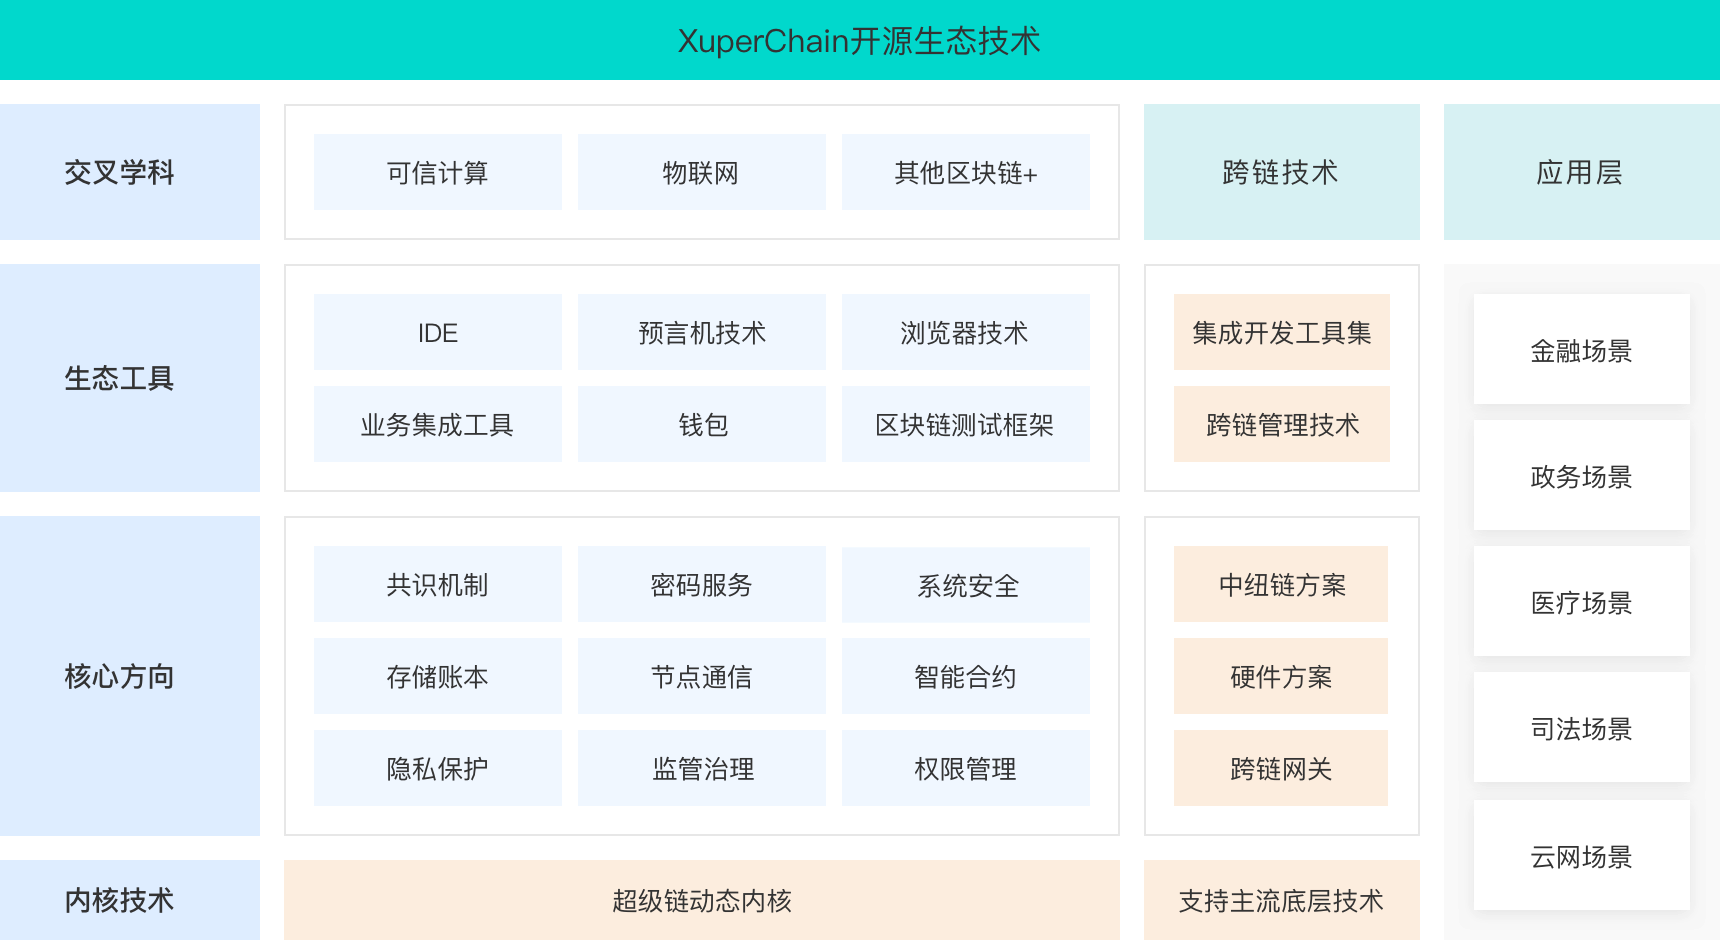 XuperChain开源生态技术
交叉学科
可信计算
物联网
其他区块链+
跨链技术
应用层
生态工具
IDE
预言机技术
浏览器技术
业务集成工具
钱包
区块链测试框架
集成开发工具集
跨链管理技术
金融场景
政务场景
医疗场景
司法场景
云网场景
核心方向
共识机制
密码服务
系统安全
存储账本
节点通信
智能合约
隐私保护
监管治理
权限管理
中纽链方案
硬件方案
跨链网关
内核技术
超级链动态内核
支持主流底层技术